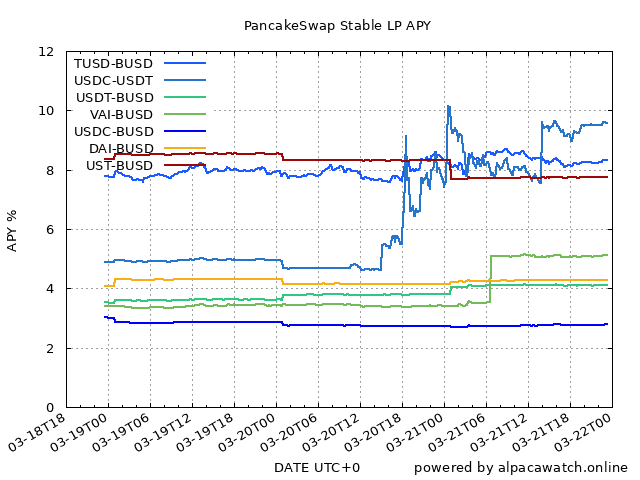 PancakeSwap Stable LP APY
12
10
8
6
4
2
0
APY %
TUSD-BUSD
USDC-USDT
USDT-BUSD
VAI-BUSD
USDC-BUSD
DAI-BUSD
UST-BUSD
03-18T18
03-19T00
03-19T06
03-19T12
03-19T18
03-20T00
03-20T06
03-20T12
03-20T18
03-21T00
03-21T06
03-21T12
03-21T18
03-22T00
DATE UTC+0
powered by alpacawatch.online